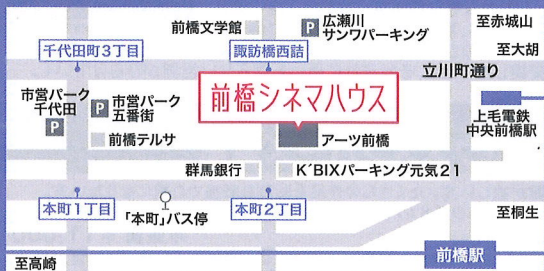 前橋文学館
P
広瀬川
サンワパーキング
至赤城山
千代田町3丁目
諏訪橋西詰
至大胡
立川町通り
前橋シネマハウス
市営パーク
千代田
P
P
市営パーク
五番街
上毛電鉄
中央前橋駅
前橋テルサ
アーツ前橋
群馬銀行
K´BIXパーキング元気21
本町1丁目
「本町」バス停
本町2丁目
至桐生
至高崎
前橋駅